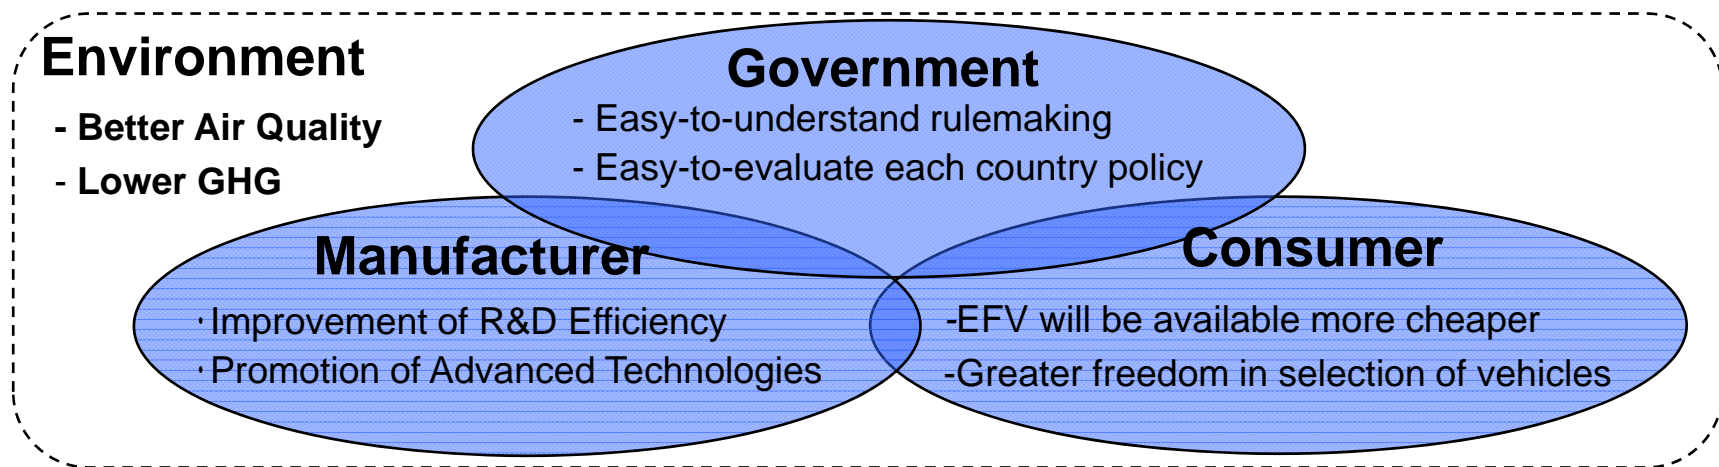 Environment
- Better Air Quality
- Lower GHG
Government
- Easy-to-understand rulemaking
- Easy-to-evaluate each country policy
Manufacturer
·Improvement of R&D Efficiency
·Promotion of Advanced Technologies
Consumer
-EFV will be available more cheaper
-Greater freedom in selection of vehicles